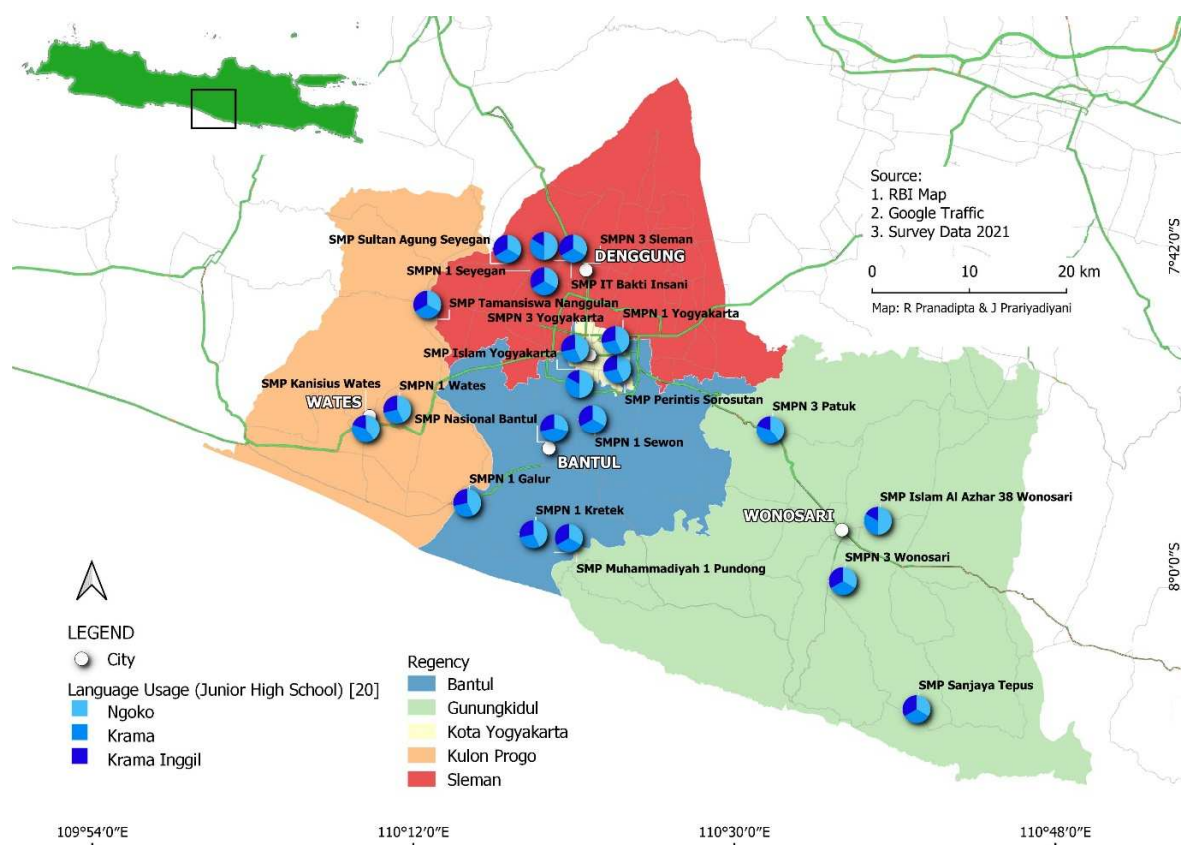 Source:
1. RBI Map
2. Google Traffic
3. Survey Data 2021
0 10 20 km
Map: R Pranadipta & J Prariyadiyani
7°42'0"S
8°0'0"S
SMP Sultan Agung Seyegan
SMPN 3 Sleman
DENGGUNG
SMPN 1 Seyegan
SMP IT Bakti Insani
SMP Tamansiswa Nanggulan
SMPN 3 Yogyakarta
SMPN 1 Yogyakarta
SMP Islam Yogyakarta
SMP Kanisius Wates
SMPN 1 Wates
WATES
SMP Perintis Sorosutan
SMP Nasional Bantul
SMPN 3 Patuk
SMPN 1 Sewon
BANTUL
SMPN 1 Galur
SMP Islam Al Azhar 38 Wonosari
WONOSARI
SMPN 1 Kretek
SMPN 3 Wonosari
SMP Muhammadiyah 1 Pundong
SMP Sanjaya Tepus
LEGEND
City
Language Usage (Junior High School) [20]
Ngoko
Krama
Krama Inggil
Regency
Bantul
Gunungkidul
Kota Yogyakarta
Kulon Progo
Sleman
109°54'0"E
110°12'0"E
110°30'0"E
110°48'0"E